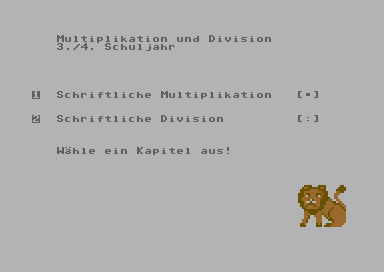 Multiplikation und Division
3./4. Schuljahr
1 Schriftliche Multiplikation [*]
2 Schriftliche Division [:]
Wähle ein Kapitel aus!